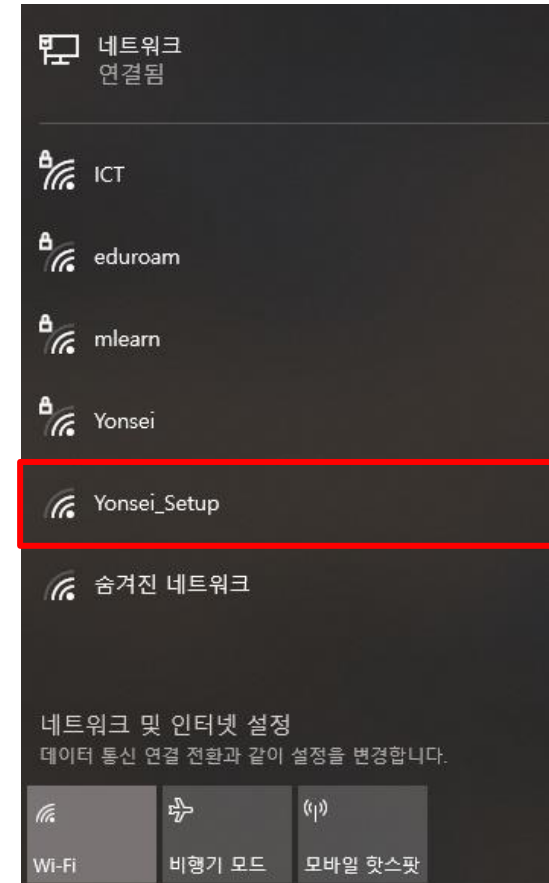 네트워크
연결됨
ICT
eduroam
mlearn
Yonsei
Yonsei_Setup
숨겨진 네트워크
네트워크 및 인터넷 설정
데이터 통신 연결 전환과 같이 설정을 변경합니다.
Wi-Fi
비행기 모드
모바일 핫스팟